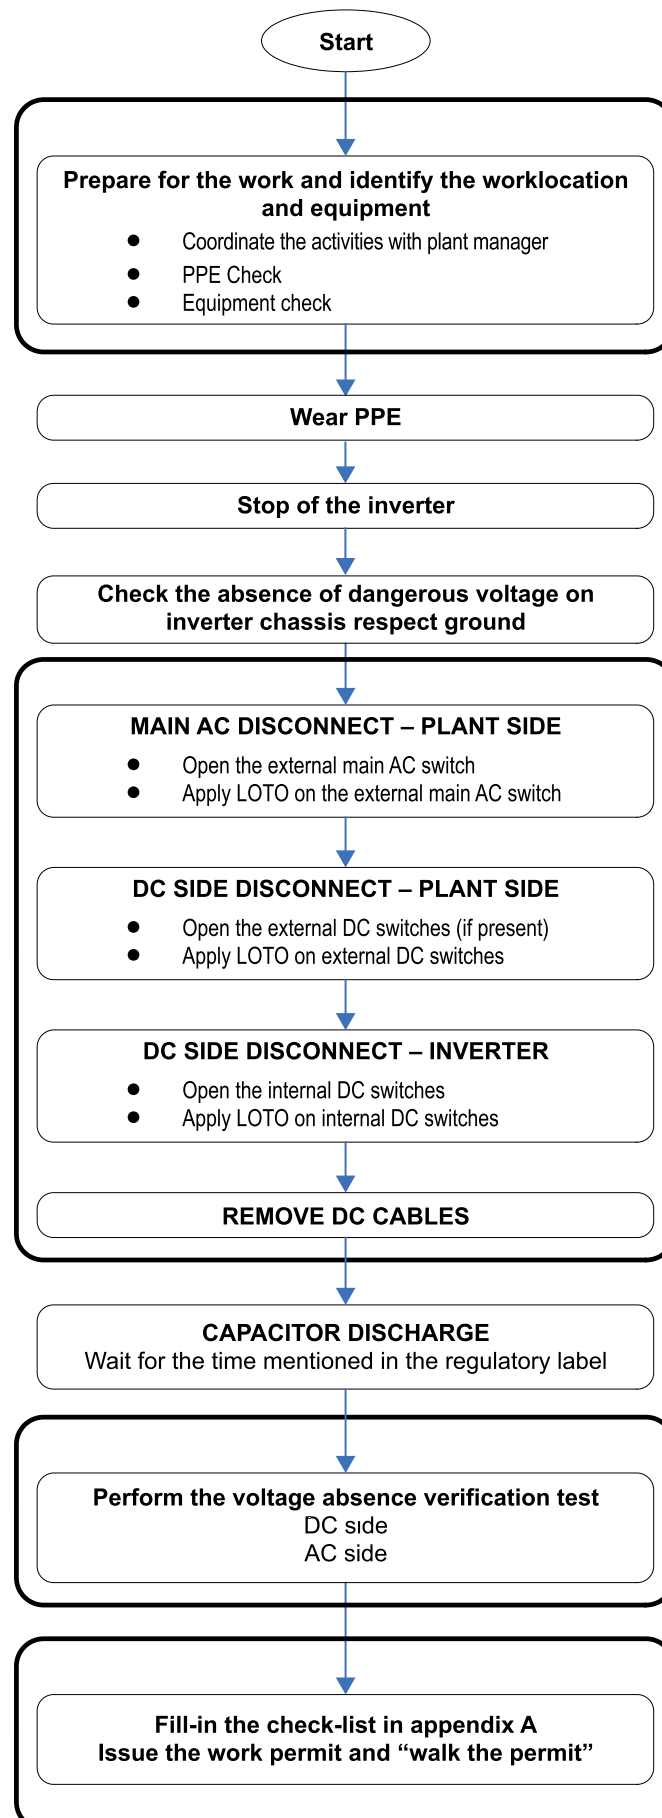 Start
Prepare for the work and identify the worklocation
and equipment
● Coordinate the activities with plant manager
● PPE Check
● Equipment check
Wear PPE
Stop of the inverter
Check the absence of dangerous voltage on
inverter chassis respect ground
MAIN AC DISCONNECT – PLANT SIDE
● Open the external main AC switch
● Apply LOTO on the external main AC switch
DC SIDE DISCONNECT – PLANT SIDE
● Open the external DC switches (if present)
● Apply LOTO on external DC switches
DC SIDE DISCONNECT – INVERTER
● Open the internal DC switches
● Apply LOTO on internal DC switches
REMOVE DC CABLES
CAPACITOR DISCHARGE
Wait for the time mentioned in the regulatory label
Perform the voltage absence verification test
DC side
AC side
Fill-in the check-list in appendix A
Issue the work permit and “walk the permit”